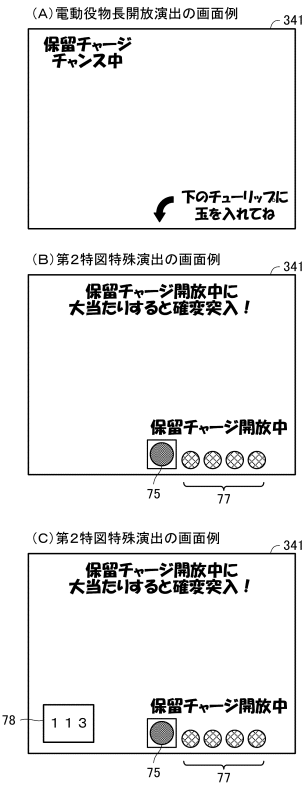 (A)電動役物長開放演出の画面例
341
保留チャージ
チャンス中
下のチューリップに
玉を入れてね
(B)第2特図特殊演出の画面例
341
保留チャージ開放中に
大当たりすると確変突入!
保留チャージ開放中
75
77
(C)第2特図特殊演出の画面例
341
保留チャージ開放中に
大当たりすると確変突入!
78
113
保留チャージ開放中
75
77